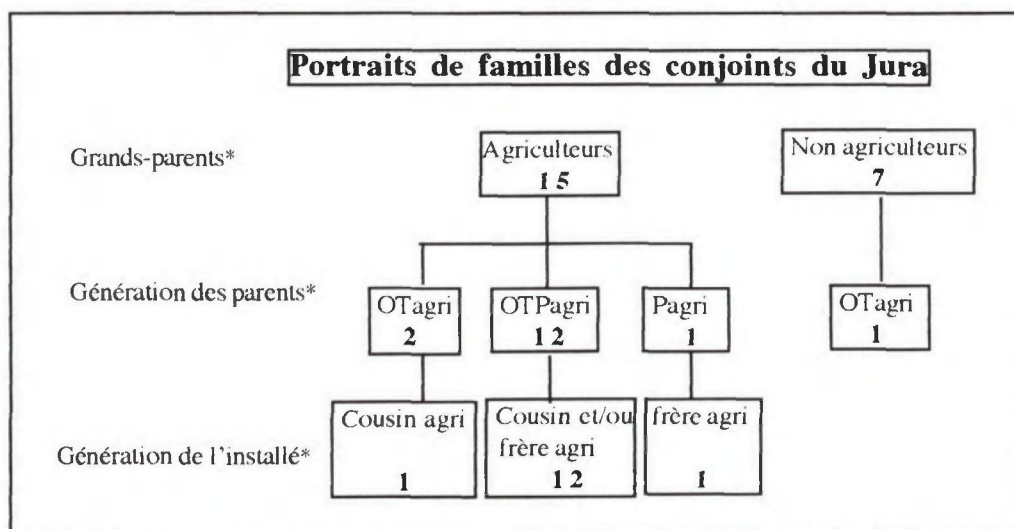 Portraits de familles des conjoints du Jura
Grands-parents*
Agriculteurs
15
Non agriculteurs
7
Génération des parents*
OTagri
2
OTPagri
12
Pagri
1
OTagri
1
Génération de l'installé*
Cousin agri
1
Cousin et/ou
frère agri
12
frère agri
1